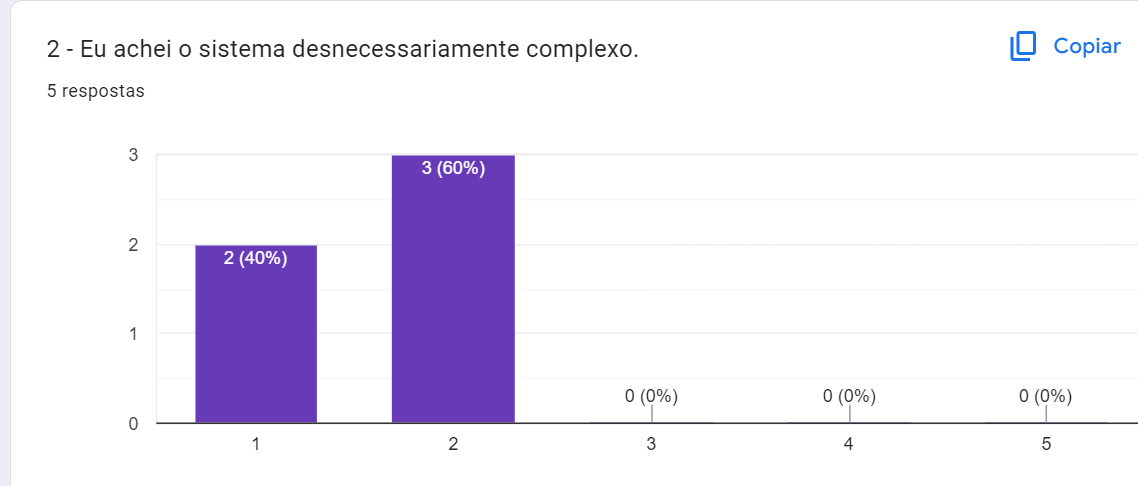 2 - Eu achei o sistema desnecessariamente complexo.
Copiar
5 respostas
3
3 (60%)
2
2 (40%)
1
0 (0%) 0 (0%) 0 (0%)
0
1 2 3 4 5